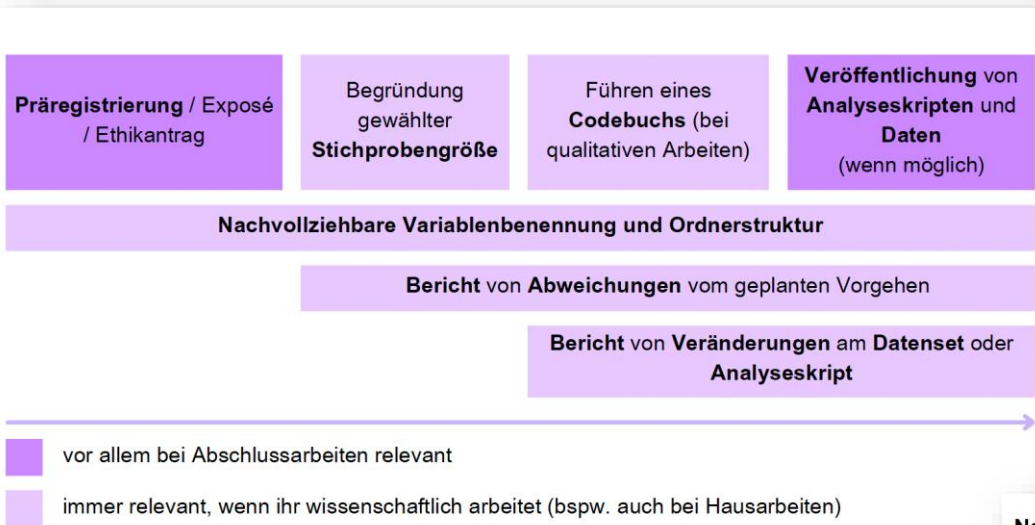 Präregistrierung / Exposé
/ Ethikantrag
Begründung
gewählter
Stichprobengröße
Führen eines
Codebuchs (bei
qualitativen Arbeiten)
Veröffentlichung von
Analyseskripten und
Daten
(wenn möglich)
Nachvollziehbare Variablenbenennung und Ordnerstruktur
Bericht von Abweichungen vom geplanten Vorgehen
Bericht von Veränderungen am Datenset oder
Analyseskript
vor allem bei Abschlussarbeiten relevant
immer relevant, wenn ihr wissenschaftlich arbeitet (bspw. auch bei Hausarbeiten)